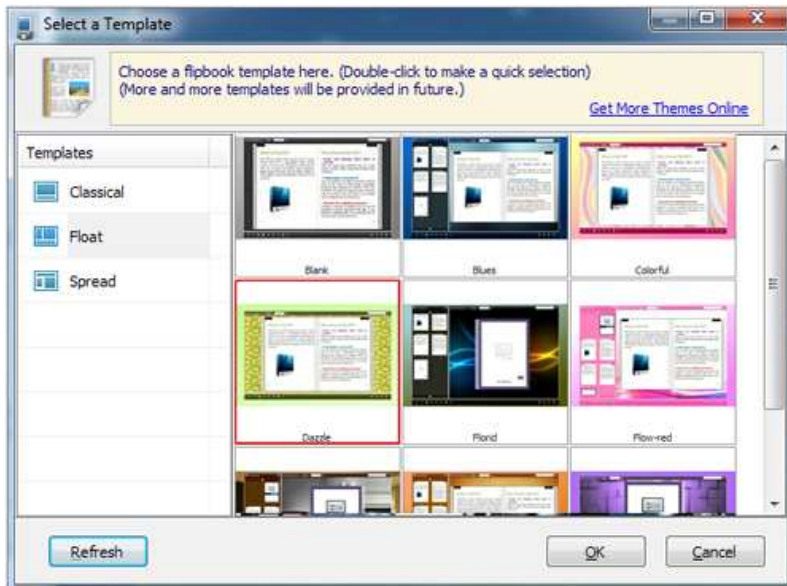 Select a Template
Choose a flipbook template here. (Double-click to make a quick selection)
(More and more templates will be provided in future.)
Get More Themes Online
Templates
Classical
Float
Spread
Blank
Blues
Colorful
Dazzle
Florid
Flow-red
Refresh
OK
Cancel